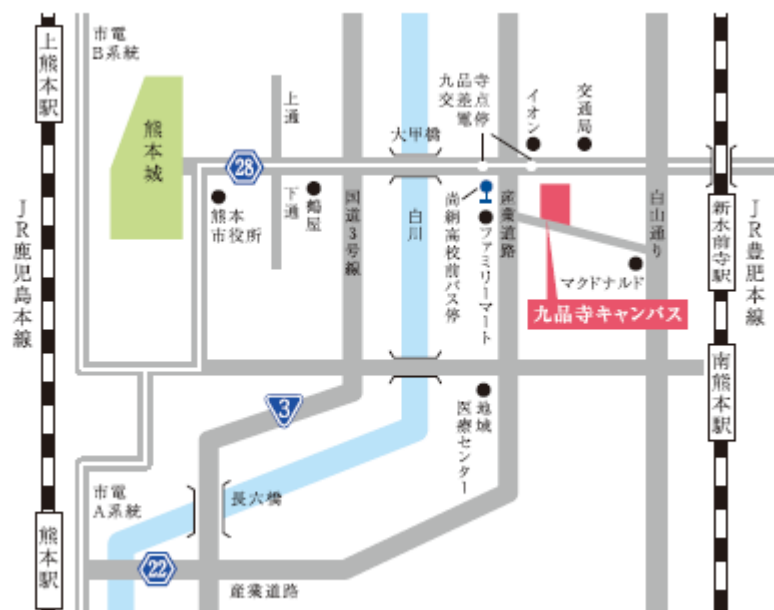 市電
B系統
上熊本駅
熊本城
上通
下通
鶴屋
28
熊本
市役所
国道3号線
大甲橋
白川
九品寺
交差点
電停
イオン
交通局
尚絅高校前バス停
ファミリーマート
産業道路
白山通り
マクドナルド
九品寺キャンパス
新水前寺駅
JR豊肥本線
JR鹿児島本線
南熊本駅
3
地域
医療センター
市電
A系統
長六橋
熊本駅
22
産業道路